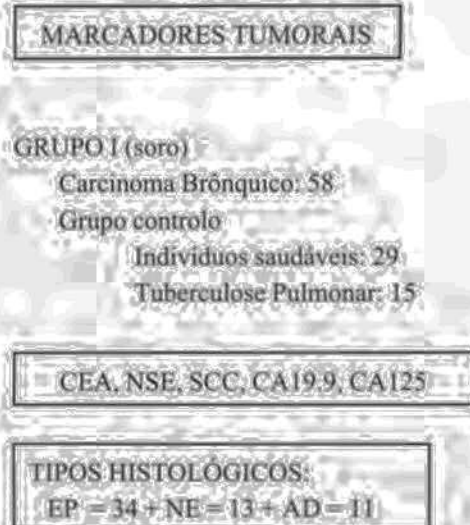 MARCADORES TUMORAIS
GRUPO I (soro)
Carcinoma Brônquico: 58
Grupo controlo
Individuos saudáveis: 29
Tuberculose Pulmonar: 15
CEA, NSE, SCC, CA19.9, CA125
TIPOS HISTOLÓGICOS:
EP = 34 + NE = 13 + AD = 11